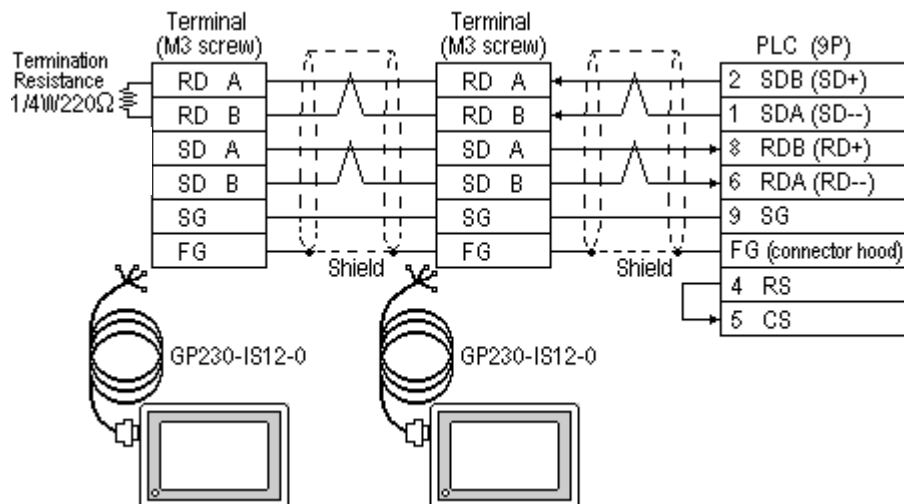 Terminal
(M3 screw)
Terminal
(M3 screw)
PLC (9P)
Termination
Resistance
1/4W/220Ω
RD A
RD B
SD A
SD B
SG
FG
Shield
RD A
RD B
SD A
SD B
SG
FG
Shield
2 SDB (SD+)
1 SDA (SD--)
8 RDB (RD+)
6 RDA (RD--)
9 SG
FG (connector hood)
4 RS
5 CS
GP230-IS12-0
GP230-IS12-0